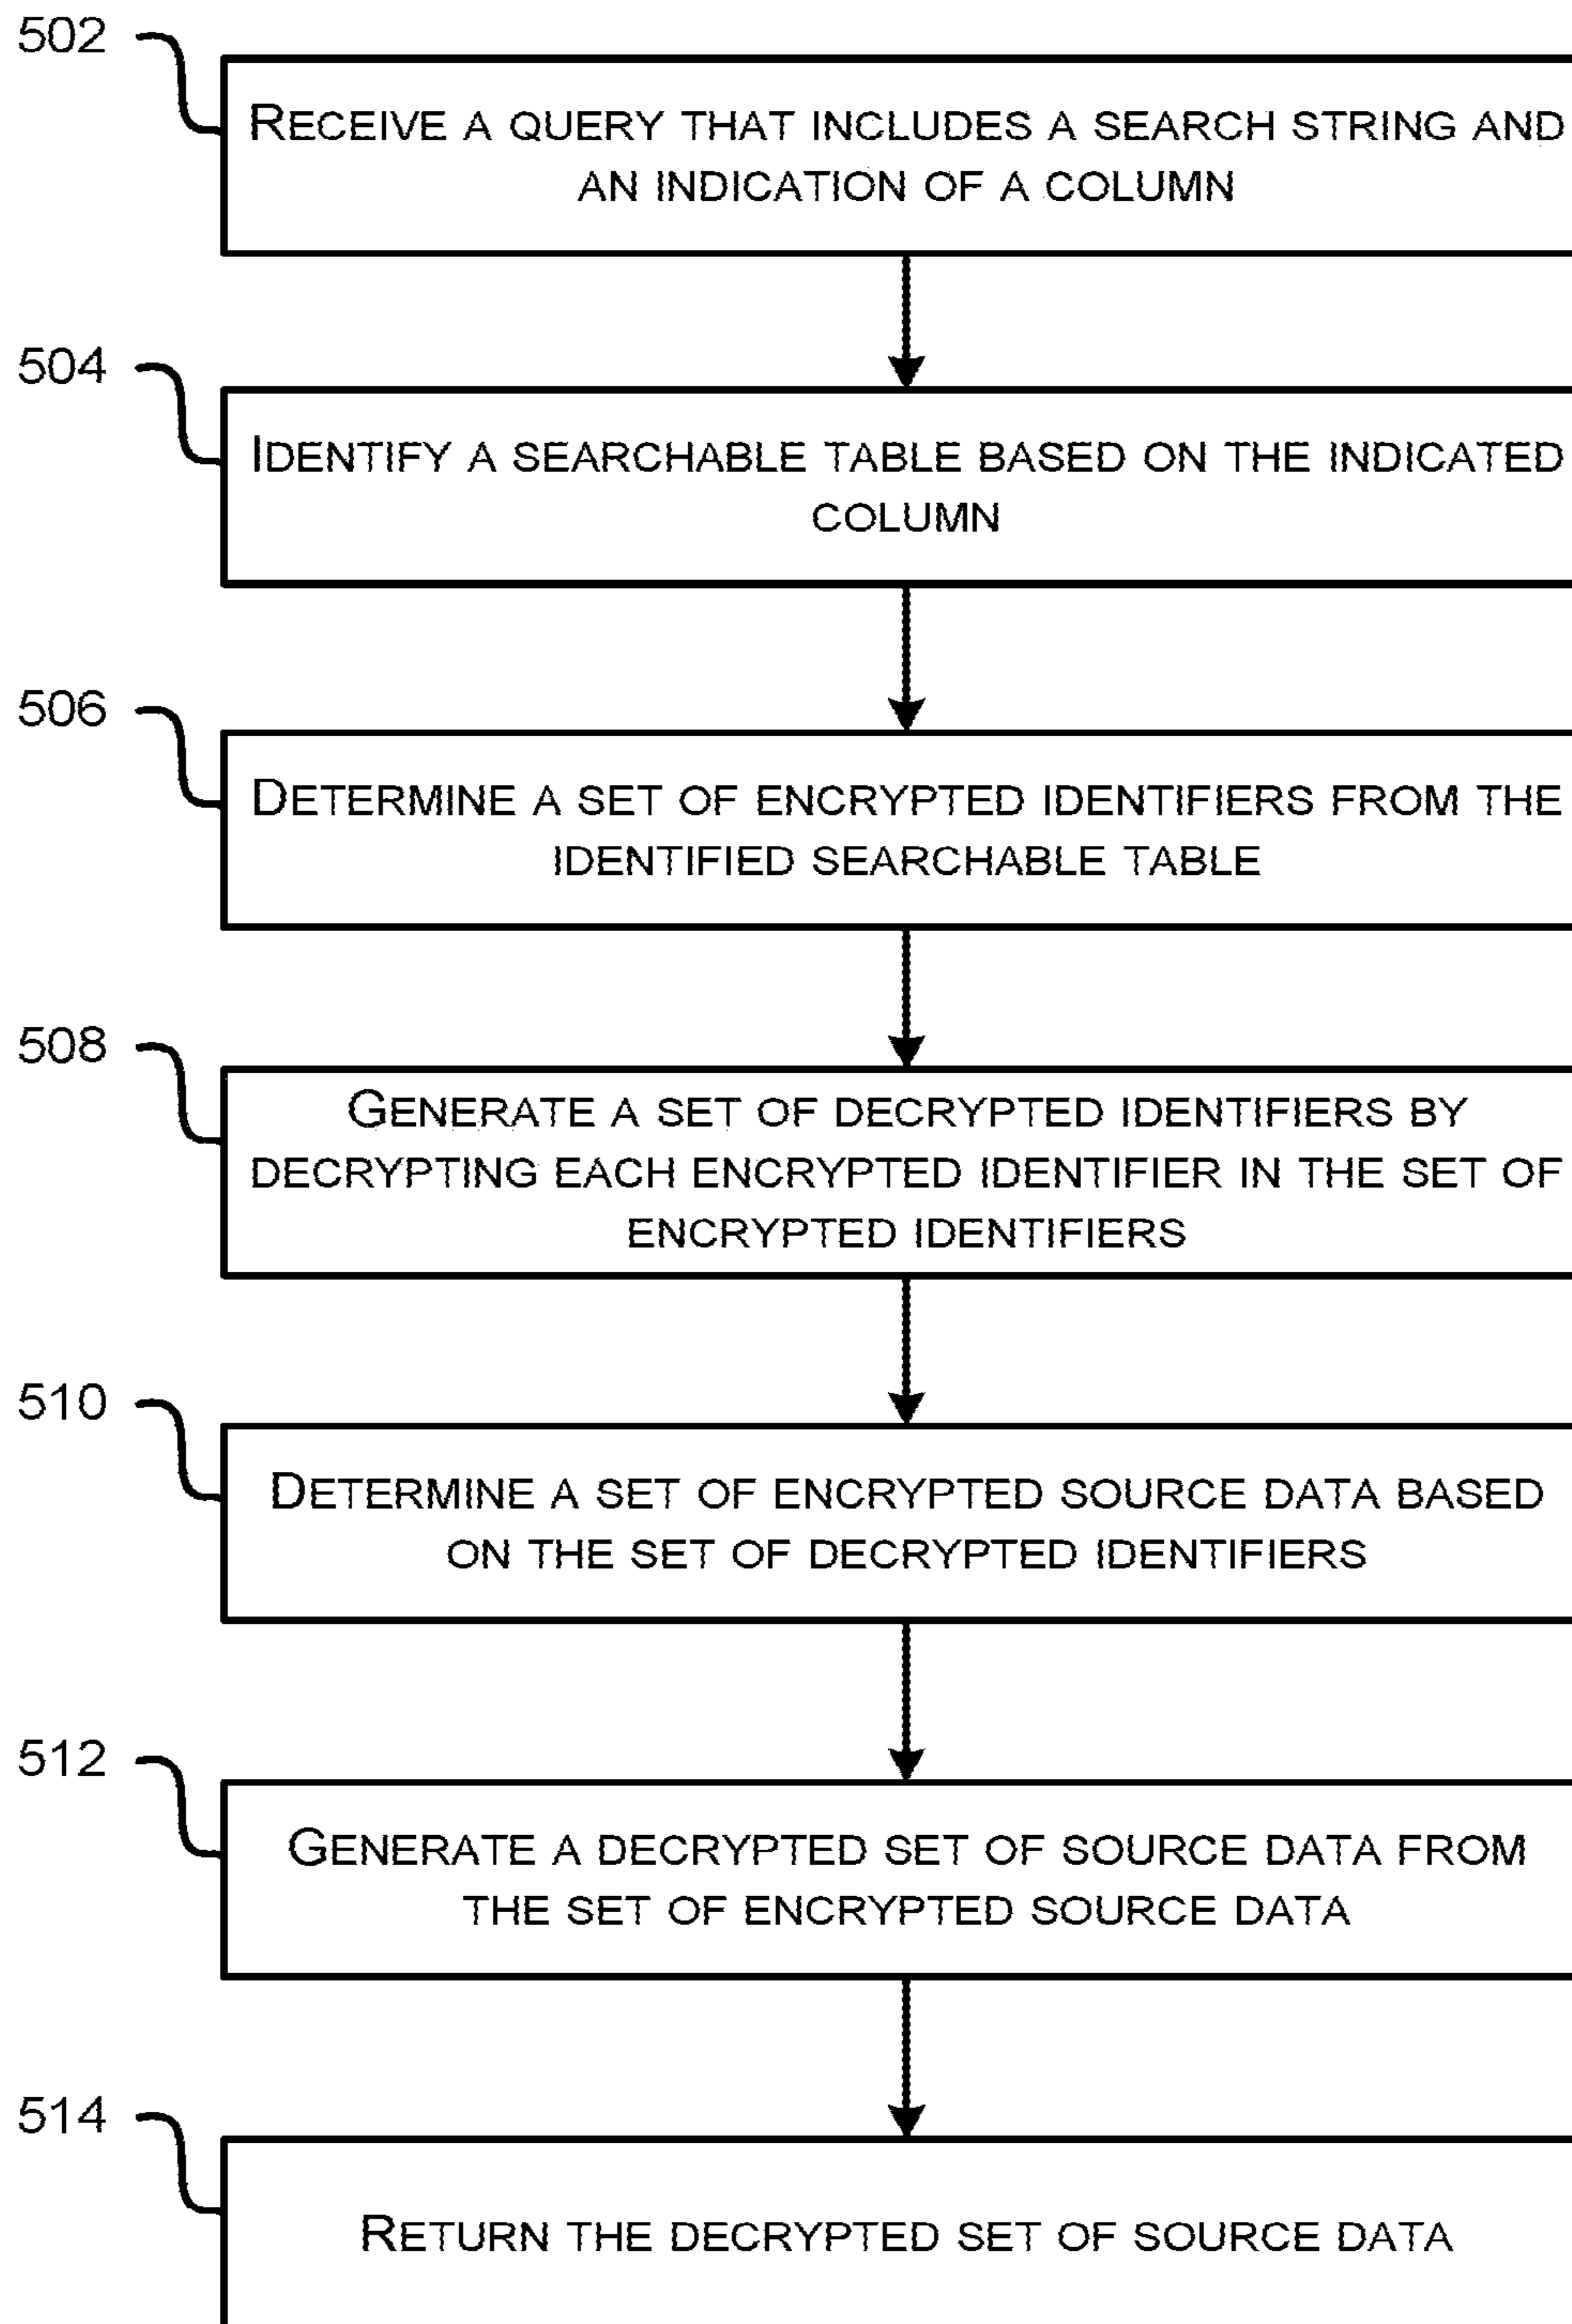 502
RECEIVE A QUERY THAT INCLUDES A SEARCH STRING AND
AN INDICATION OF A COLUMN
504
IDENTIFY A SEARCHABLE TABLE BASED ON THE INDICATED
COLUMN
506
DETERMINE A SET OF ENCRYPTED IDENTIFIERS FROM THE
IDENTIFIED SEARCHABLE TABLE
508
GENERATE A SET OF DECRYPTED IDENTIFIERS BY
DECRYPTING EACH ENCRYPTED IDENTIFIER IN THE SET OF
ENCRYPTED IDENTIFIERS
510
DETERMINE A SET OF ENCRYPTED SOURCE DATA BASED
ON THE SET OF DECRYPTED IDENTIFIERS
512
GENERATE A DECRYPTED SET OF SOURCE DATA FROM
THE SET OF ENCRYPTED SOURCE DATA
514
RETURN THE DECRYPTED SET OF SOURCE DATA